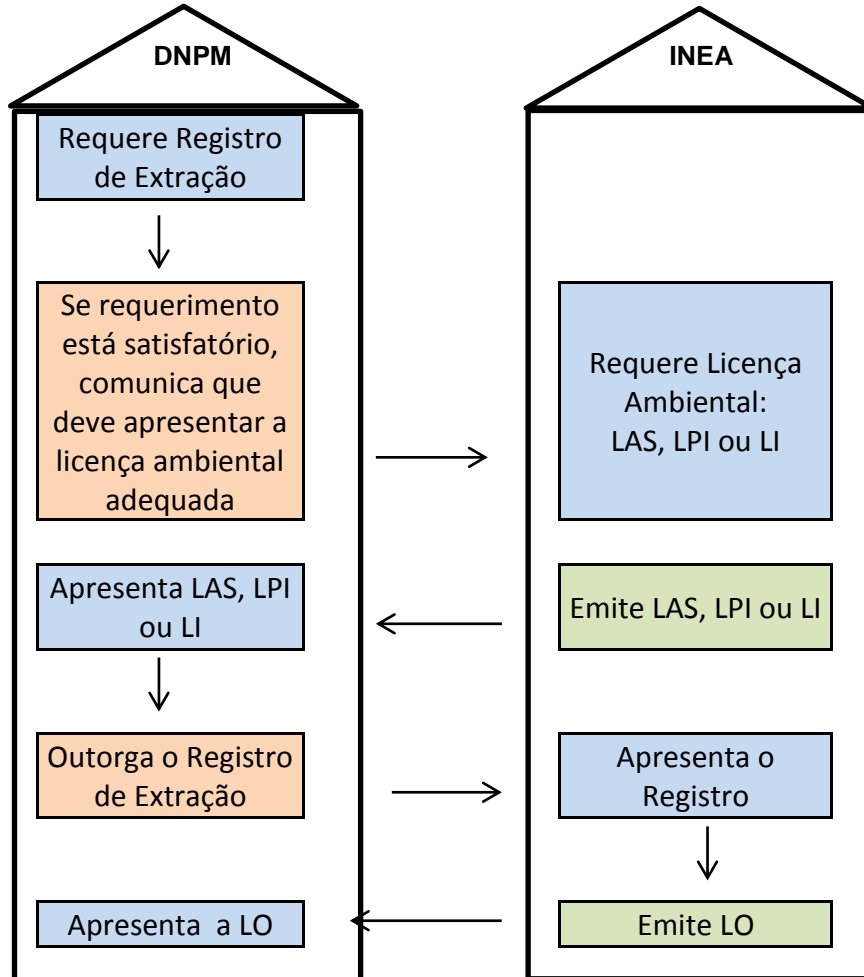 DNPM
INEA
Requere Registro
de Extração
Se requerimento
está satisfatório,
comunica que
deve apresentar a
licença ambiental
adequada
Requere Licença
Ambiental:
LAS, LPI ou LI
Apresenta LAS, LPI
ou LI
Emite LAS, LPI ou LI
Outorga o Registro
de Extração
Apresenta o
Registro
Apresenta a LO
Emite LO